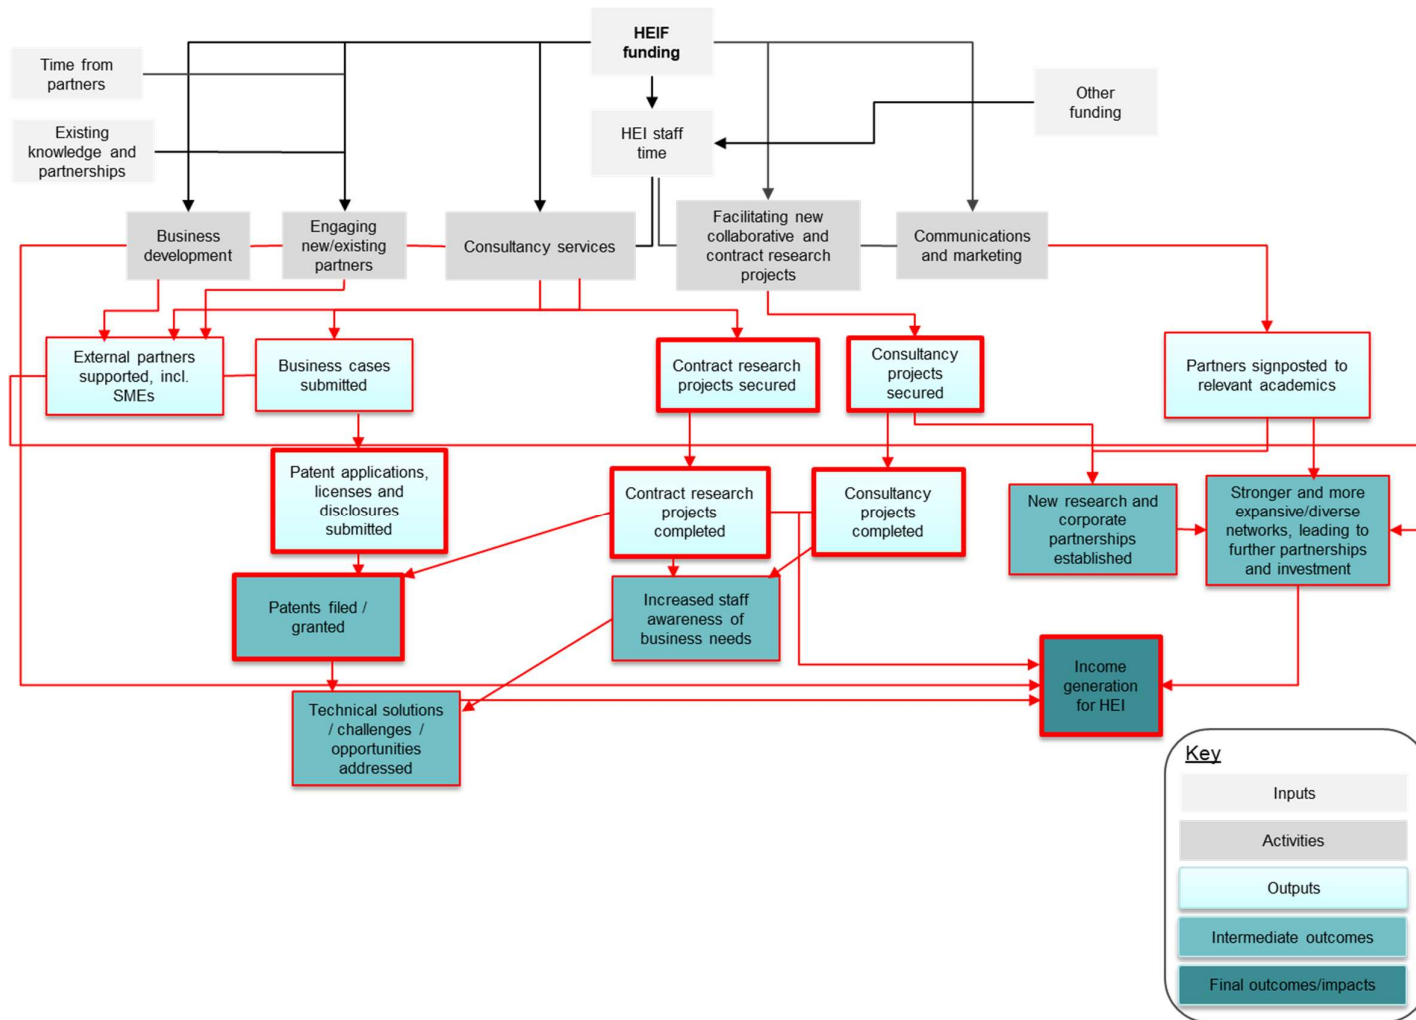 HEIF
funding
Time from
partners
Other
funding
Existing
knowledge and
partnerships
HEI staff
time
Business
development
Engaging
new/existing
partners
Consultancy services
Facilitating new
collaborative and
contract research
projects
Communications
and marketing
External partners
supported, incl.
SMEs
Business cases
submitted
Contract research
projects secured
Consultancy
projects
secured
Partners signposted to
relevant academics
Patent applications,
licenses and
disclosures
submitted
Contract research
projects
completed
Consultancy
projects
completed
New research and
corporate
partnerships
established
Stronger and more
expansive/diverse
networks, leading to
further partnerships
and investment
Patents filed /
granted
Increased staff
awareness of
business needs
Income
generation
for HEI
Technical solutions
/ challenges /
opportunities
addressed
Key
Inputs
Activities
Outputs
Intermediate outcomes
Final outcomes/impacts